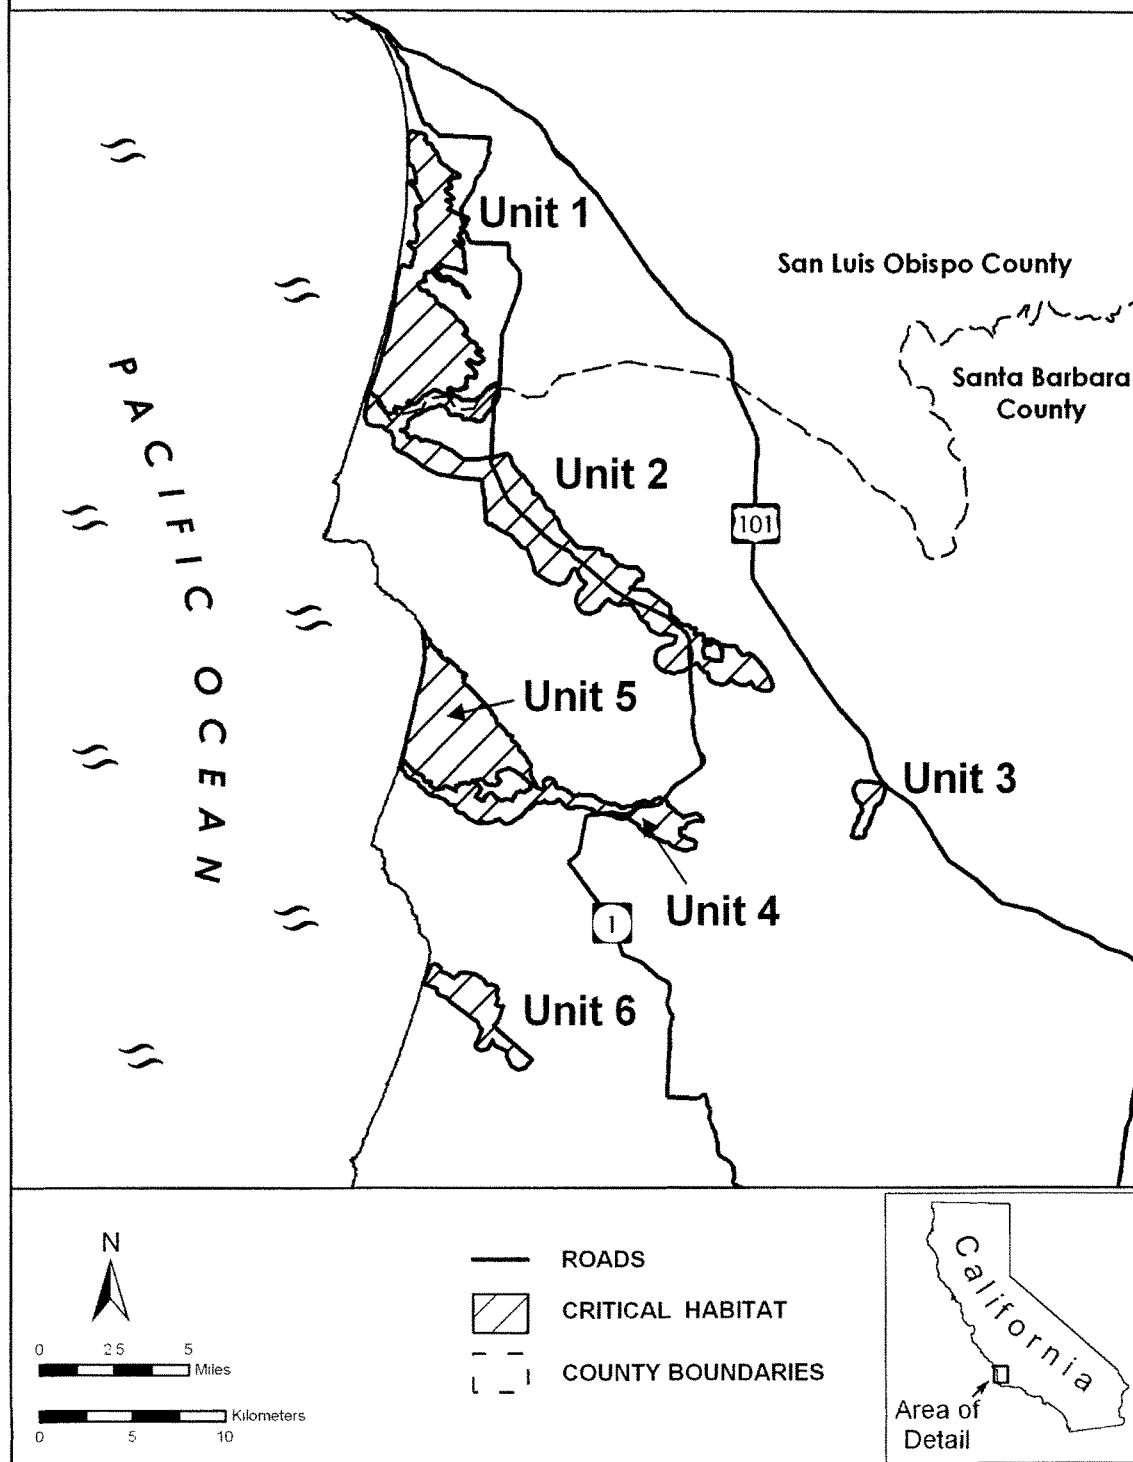 Unit 1
San Luis Obispo County
Santa Barbara
County
PACIFIC OCEAN
Unit 2
101
Unit 5
Unit 3
Unit 4
1
Unit 6
N
0 2.5 5
Miles
Kilometers
0 5 10
ROADS
CRITICAL HABITAT
COUNTY BOUNDARIES
California
Area of
Detail